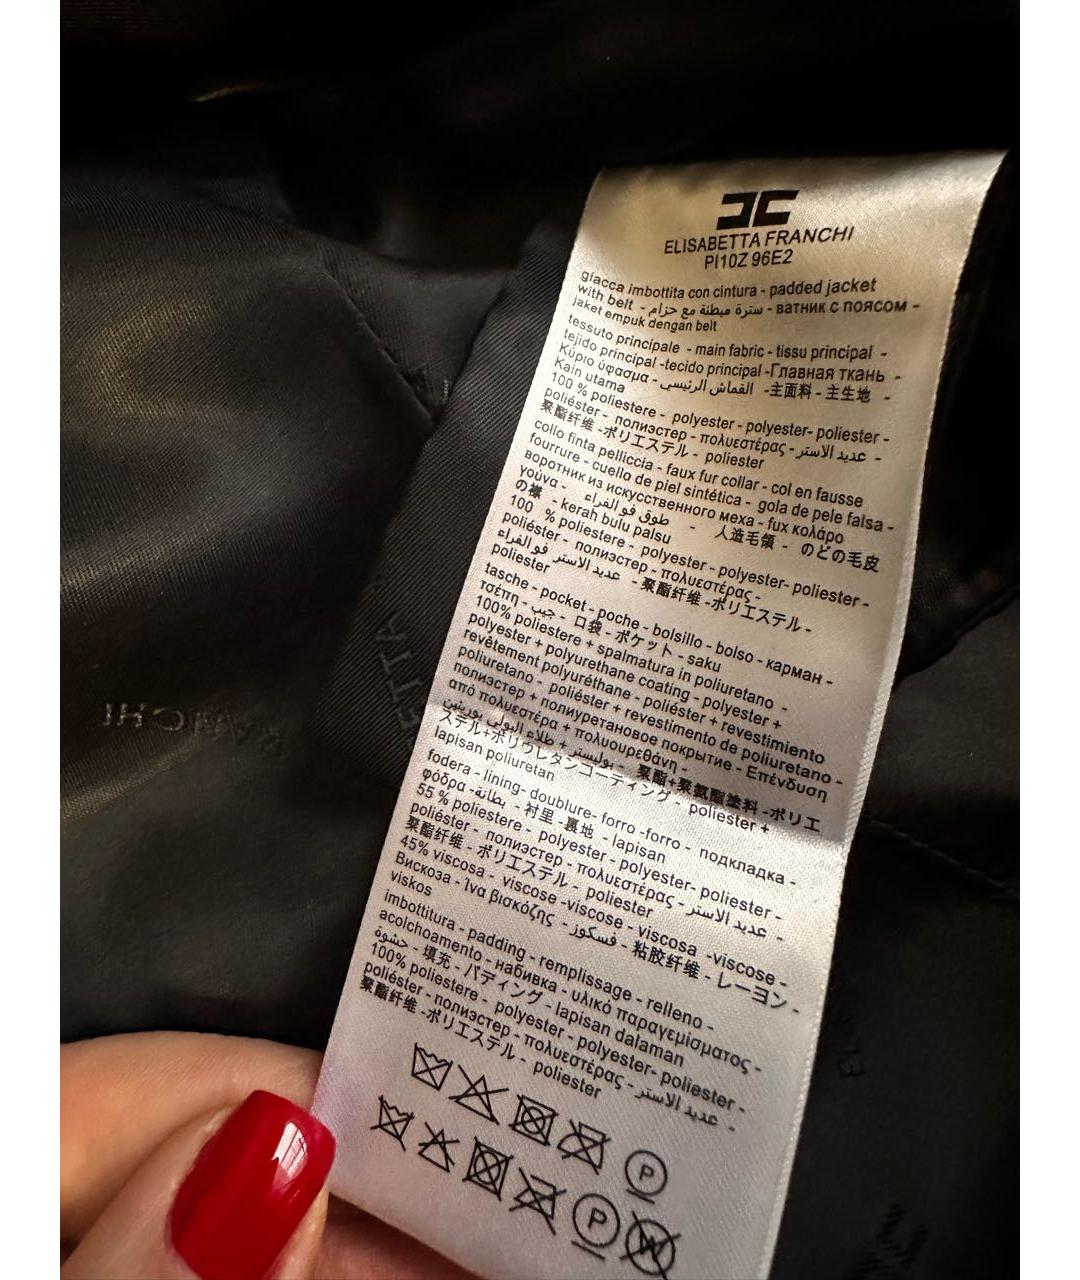 ELISABETTA FRANCHI
PI10Z 96E2
giacca imbottita con cintura - padded jacket
with belt - سترة مبطنة مع حزام - ватник с поясом -
jaket empuk dengan belt
tessuto principale - main fabric - tissu principal -
tejido principal -tecido principal -Главная ткань -
Κύριο ύφασμα - القماش الرئيسي -主面料 - 主生地 -
Kain utama
100 % poliestere - polyester - polyester- poliester -
poliéster - полиэстер - πολυεστέρας - عديد الاستر -
聚酯纤维 -ポリエステル - poliester
collo finta pelliccia - faux fur collar - col en fausse
fourrure - cuello de piel sintética - gola de pele falsa -
воротник из искусственного меха - fux κολάρο
γούνα - طوق فو الفراء - 人造毛領 - のどの毛皮
の襟 - kerah bulu palsu
100 % poliestere - polyester - polyester- poliester -
poliéster - полиэстер - πολυεστέρας -
عديد الاستر فو الفراء - 聚酯纤维 -ポリエステル -
poliester
tasche - pocket - poche - bolsillo - bolso - карман -
τσέπη - جيب - 口袋 - ポケット - saku
100% poliestere + spalmatura in poliuretano -
polyester + polyurethane coating - polyester +
revêtement polyuréthane - poliéster + revestimiento
poliuretano - poliéster + revestimento de poliuretano -
полиэстер + полиуретановое покрытие - Επένδυση
από πολυεστέρα + πολυουρεθάνη -
بوليستر + طلاء البولي يوريثين - 聚酯+聚氨酯塗料 -ポリエ
ステル+ポリウレタンコーティング - poliester +
lapisan poliuretan
fodera - lining- doublure- forro -forro - подкладка -
φόδρα -بطانة - 衬里 -裏地 - lapisan
55 % poliestere - polyester - polyester- poliester -
poliéster - полиэстер - πολυεστέρας - عديد الاستر -
聚酯纤维 - ポリエステル - poliester
45% viscosa - viscose -viscose - viscosa -viscose -
Вискоза - Ίνα βισκόζης - فسكوز - 粘胶纤维 - レーヨン -
viskos
imbottitura - padding - remplissage - relleno -
acolchoamento - набивка - υλικό παραγεμίσματος -
حشوة - 填充 - パディング - lapisan dalaman
100% poliestere - polyester - polyester- poliester -
poliéster - полиэстер - πολυεστέρας - عديد الاستر -
聚酯纤维 -ポリエステル - poliester
P
P W